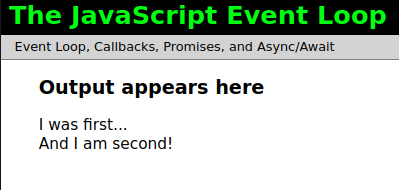 The JavaScript Event Loop
Event Loop, Callbacks, Promises, and Async/Await
Output appears here
I was first...
And I am second!